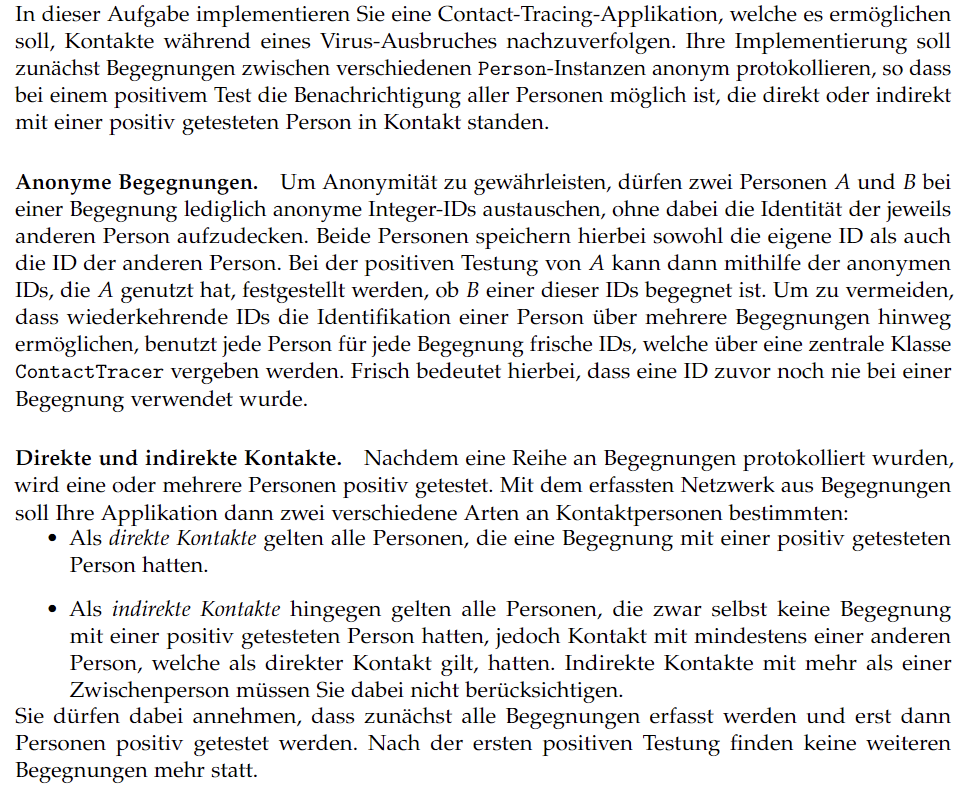 In dieser Aufgabe implementieren Sie eine Contact-Tracing-Applikation, welche es ermöglichen
soll, Kontakte während eines Virus-Ausbruches nachzuverfolgen. Ihre Implementierung soll
zunächst Begegnungen zwischen verschiedenen Person-Instanzen anonym protokollieren, so dass
bei einem positivem Test die Benachrichtigung aller Personen möglich ist, die direkt oder indirekt
mit einer positiv getesteten Person in Kontakt standen.
Anonyme Begegnungen. Um Anonymität zu gewährleisten, dürfen zwei Personen A und B bei
einer Begegnung lediglich anonyme Integer-IDs austauschen, ohne dabei die Identität der jeweils
anderen Person aufzudecken. Beide Personen speichern hierbei sowohl die eigene ID als auch
die ID der anderen Person. Bei der positiven Testung von A kann dann mithilfe der anonymen
IDs, die A genutzt hat, festgestellt werden, ob B einer dieser IDs begegnet ist. Um zu vermeiden,
dass wiederkehrende IDs die Identifikation einer Person über mehrere Begegnungen hinweg
ermöglichen, benutzt jede Person für jede Begegnung frische IDs, welche über eine zentrale Klasse
ContactTracer vergeben werden. Frisch bedeutet hierbei, dass eine ID zuvor noch nie bei einer
Begegnung verwendet wurde.
Direkte und indirekte Kontakte. Nachdem eine Reihe an Begegnungen protokolliert wurden,
wird eine oder mehrere Personen positiv getestet. Mit dem erfassten Netzwerk aus Begegnungen
soll Ihre Applikation dann zwei verschiedene Arten an Kontaktpersonen bestimmten:
• Als direkte Kontakte gelten alle Personen, die eine Begegnung mit einer positiv getesteten
Person hatten.
• Als indirekte Kontakte hingegen gelten alle Personen, die zwar selbst keine Begegnung
mit einer positiv getesteten Person hatten, jedoch Kontakt mit mindestens einer anderen
Person, welche als direkter Kontakt gilt, hatten. Indirekte Kontakte mit mehr als einer
Zwischenperson müssen Sie dabei nicht berücksichtigen.
Sie dürfen dabei annehmen, dass zunächst alle Begegnungen erfasst werden und erst dann
Personen positiv getestet werden. Nach der ersten positiven Testung finden keine weiteren
Begegnungen mehr statt.